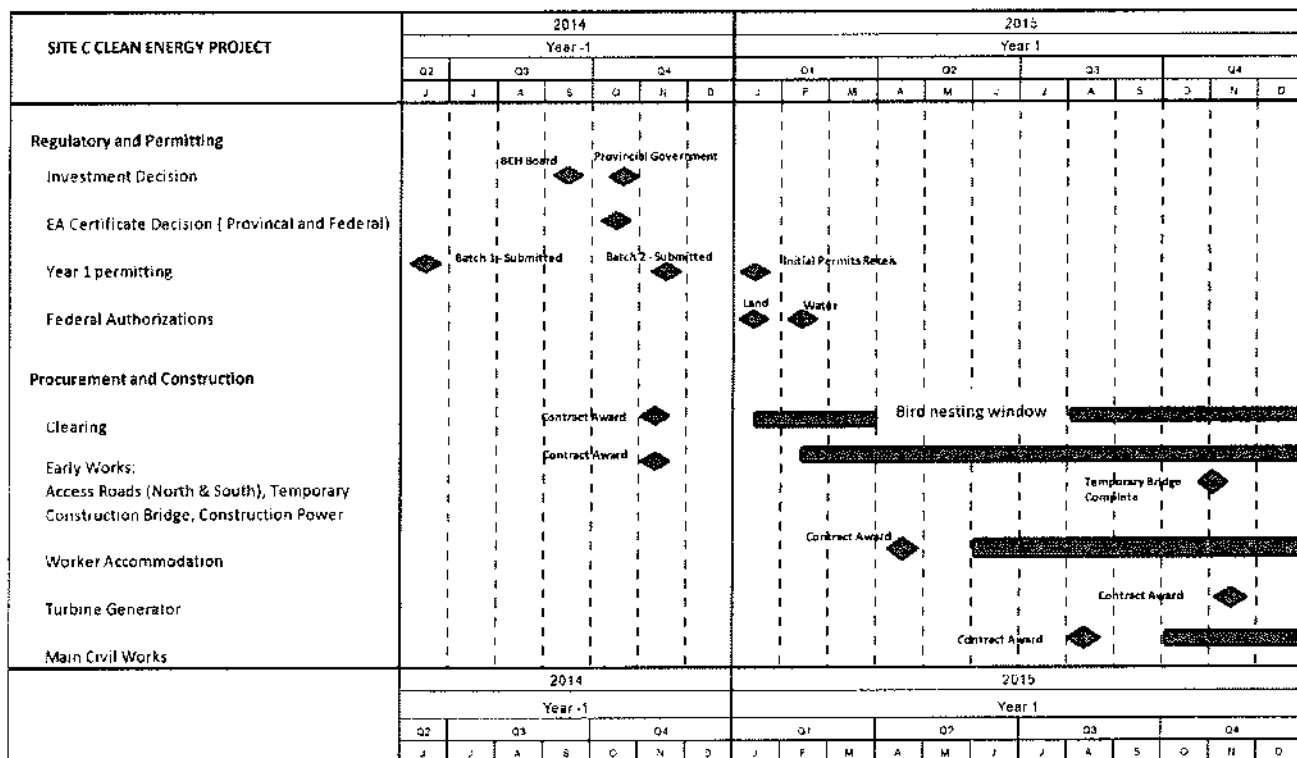 2014 2015
SITE C CLEAN ENERGY PROJECT
Year -1 Year 1
Q2 Q3 Q4 Q1 Q2 Q3 Q4
J J A S O N D J F M A M J J A S O N D
Regulatory and Permitting
BCH Board Provincial Government
Investment Decision
EA Certificate Decision ( Provincal and Federal)
Batch 1 - Submitted Batch 2 - Submitted
Year 1 permitting Initial Permits Receis
Land Water
Federal Authorizations
Procurement and Construction
Contract Award Bird nesting window
Clearing
Contract Award
Early Works:
Access Roads (North & South), Temporary Temporary Bridge
Construction Bridge, Construction Power Complete
Contract Award
Worker Accommodation
Contract Award
Turbine Generator
Contract Award
Main Civil Works
2014 2015
Year -1 Year 1
Q2 Q3 Q4 Q1 Q2 Q3 Q4
J J A S O N D J F M A M J J A S O N D